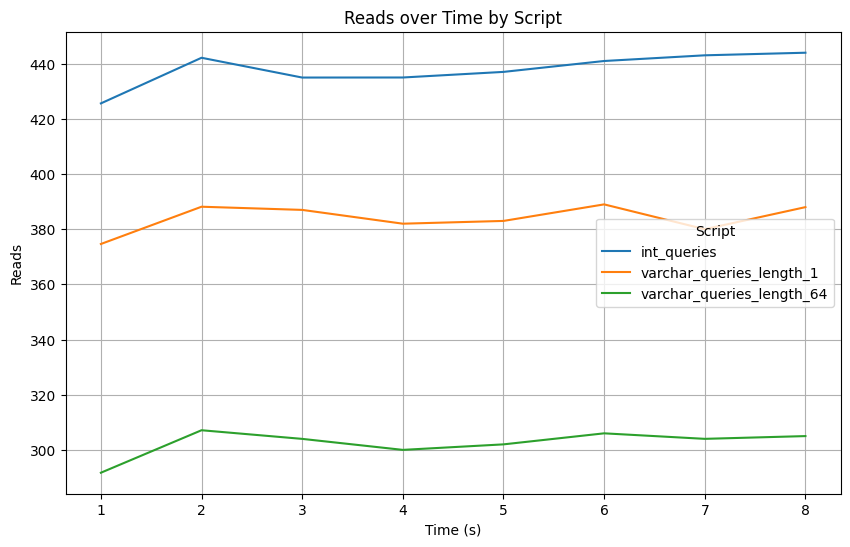 Reads over Time by Script
Reads
440
420
400
380
360
340
320
300
Script
int_queries
varchar_queries_length_1
varchar_queries_length_64
1 2 3 4 5 6 7 8
Time (s)